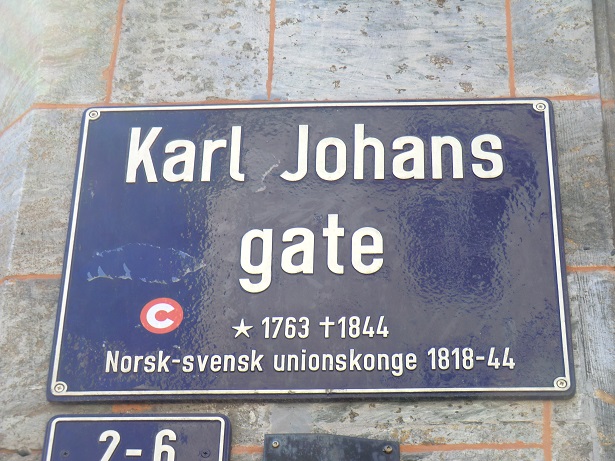 Karl Johans
gate
C
★ 1763 ✝ 1844
Norsk-svensk unionskonge 1818-44
2-6